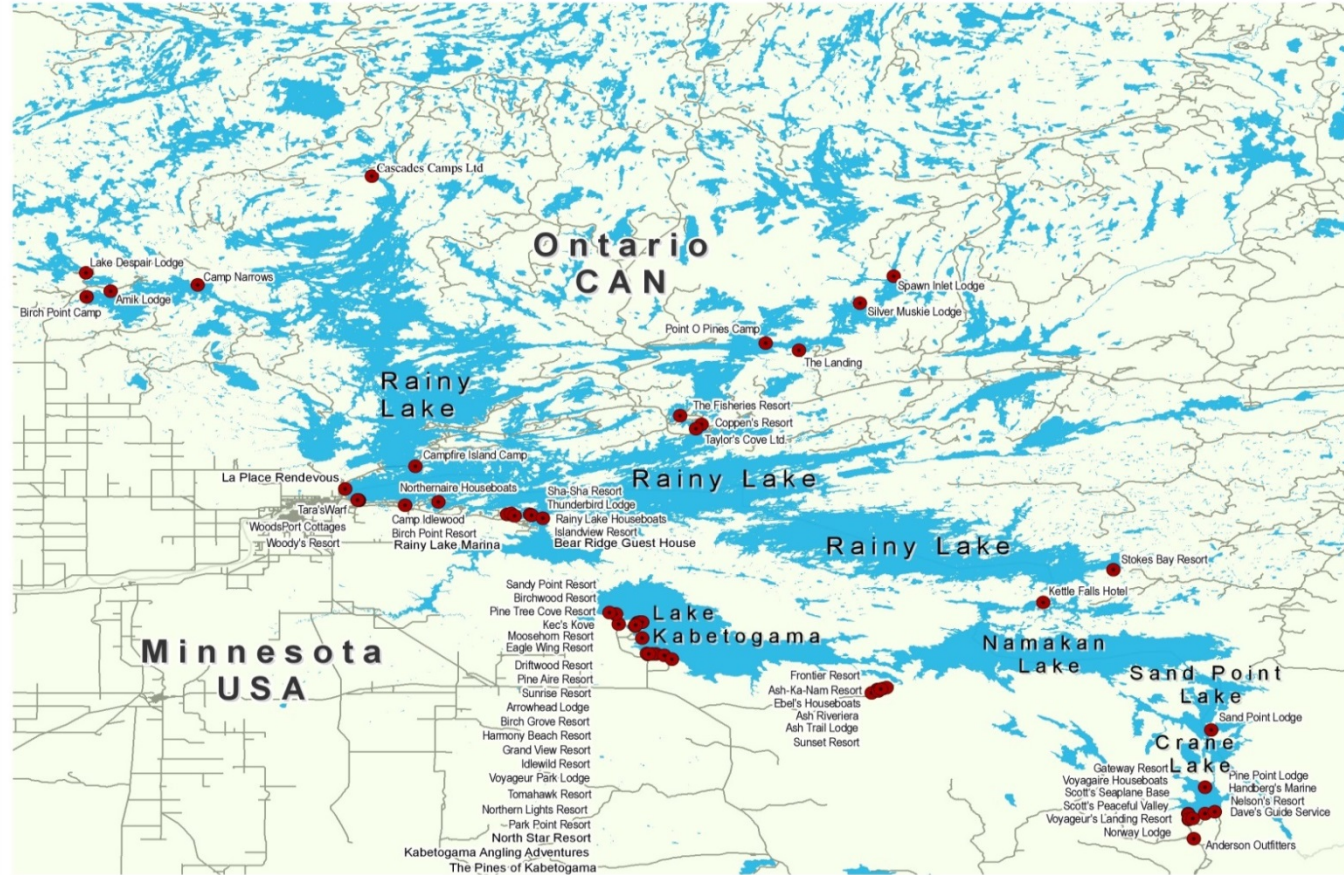 Cascades Camps Ltd
Ontario
CAN
Lake Despair Lodge
Camp Narrows
Amik Lodge
Birch Point Camp
Spawn Inlet Lodge
Silver Muskie Lodge
Point O Pines Camp
The Landing
Rainy
Lake
The Fisheries Resort
Coppen's Resort
Taylor's Cove Ltd.
Campfire Island Camp
La Place Rendevous
Rainy Lake
Northernaire Houseboats
Sha-Sha Resort
Thunderbird Lodge
Tara'sWarf
Camp Idlewood
Rainy Lake Houseboats
WoodsPort Cottages
Birch Point Resort
Islandview Resort
Woody's Resort
Rainy Lake Marina
Bear Ridge Guest House
Rainy Lake
Stokes Bay Resort
Kettle Falls Hotel
Sandy Point Resort
Birchwood Resort
Pine Tree Cove Resort
Kec's Kove
Moosehorn Resort
Eagle Wing Resort
Driftwood Resort
Pine Aire Resort
Sunrise Resort
Arrowhead Lodge
Birch Grove Resort
Harmony Beach Resort
Grand View Resort
Idlewild Resort
Voyageur Park Lodge
Tomahawk Resort
Northern Lights Resort
Park Point Resort
North Star Resort
Kabetogama Angling Adventures
The Pines of Kabetogama
Lake
Kabetogama
Minnesota
USA
Namakan
Lake
Frontier Resort
Ash-Ka-Nam Resort
Ebel's Houseboats
Ash Riveriera
Ash Trail Lodge
Sunset Resort
Sand Point
Lake
Sand Point Lodge
Crane
Lake
Gateway Resort
Voyagaire Houseboats
Scott's Seaplane Base
Scott's Peaceful Valley
Voyageur's Landing Resort
Norway Lodge
Pine Point Lodge
Handberg's Marine
Nelson's Resort
Dave's Guide Service
Anderson Outfitters